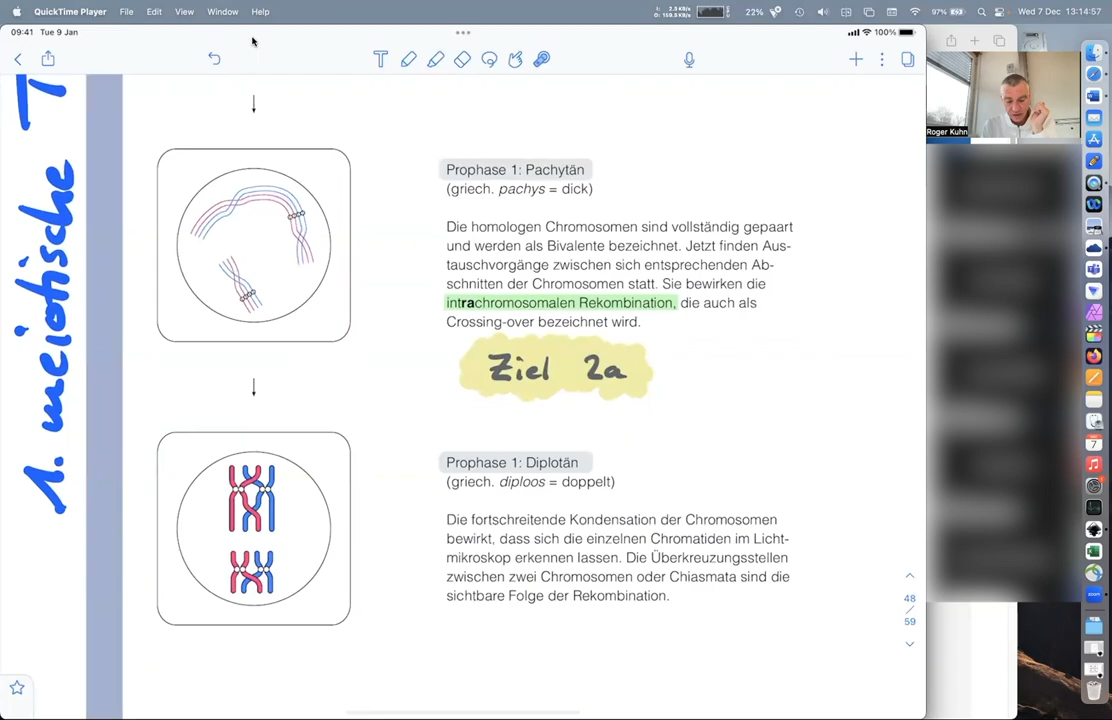 QuickTime Player File Edit View Window Help
22% 97% Wed 7 Dec 13:14:57
09:41 Tue 9 Jan
100%
1. meiotische T
Prophase 1: Pachytän
(griech. pachys = dick)
Die homologen Chromosomen sind vollständig gepaart
und werden als Bivalente bezeichnet. Jetzt finden Aus-
tauschvorgänge zwischen sich entsprechenden Ab-
schnitten der Chromosomen statt. Sie bewirken die
intrachromosomalen Rekombination, die auch als
Crossing-over bezeichnet wird.
Ziel 2a
Prophase 1: Diplotän
(griech. diploos = doppelt)
Die fortschreitende Kondensation der Chromosomen
bewirkt, dass sich die einzelnen Chromatiden im Licht-
mikroskop erkennen lassen. Die Überkreuzungsstellen
zwischen zwei Chromosomen oder Chiasmata sind die
sichtbare Folge der Rekombination.
48
/
59
Roger Kuhn
zoom